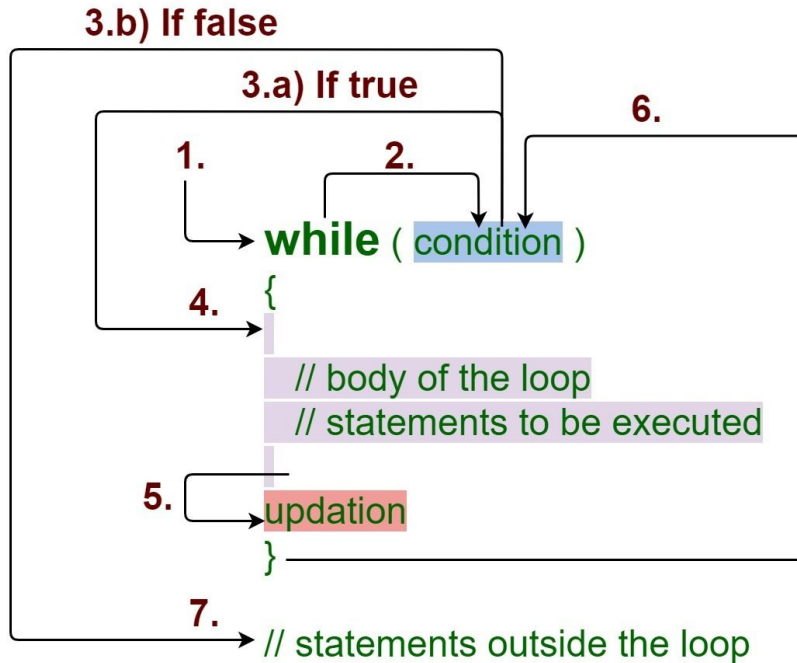 3.b) If false
3.a) If true
6.
1.
2.
while ( condition )
{
4.
// body of the loop
// statements to be executed
5.
updation
}
7.
// statements outside the loop